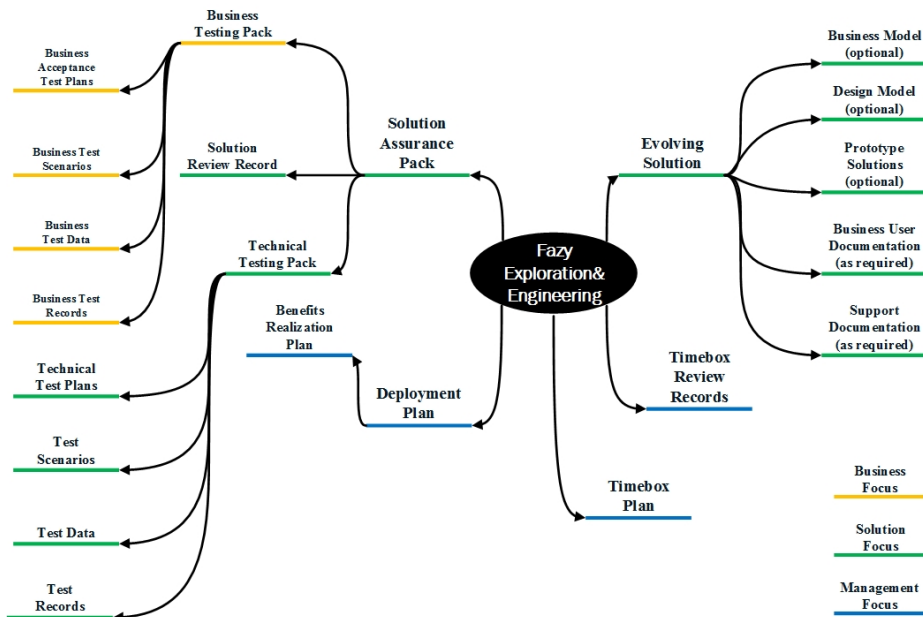 Business
Testing Pack
Business
Acceptance
Test Plans
Business Test
Scenarios
Business
Test Data
Business Test
Records
Solution
Review Record
Solution
Assurance
Pack
Technical
Testing Pack
Technical
Test Plans
Test
Scenarios
Test Data
Test
Records
Benefits
Realization
Plan
Deployment
Plan
Fazy
Exploration&
Engineering
Evolving
Solution
Business Model
(optional)
Design Model
(optional)
Prototype
Solutions
(optional)
Business User
Documentation
(as required)
Support
Documentation
(as required)
Timebox
Review
Records
Timebox
Plan
Business
Focus
Solution
Focus
Management
Focus